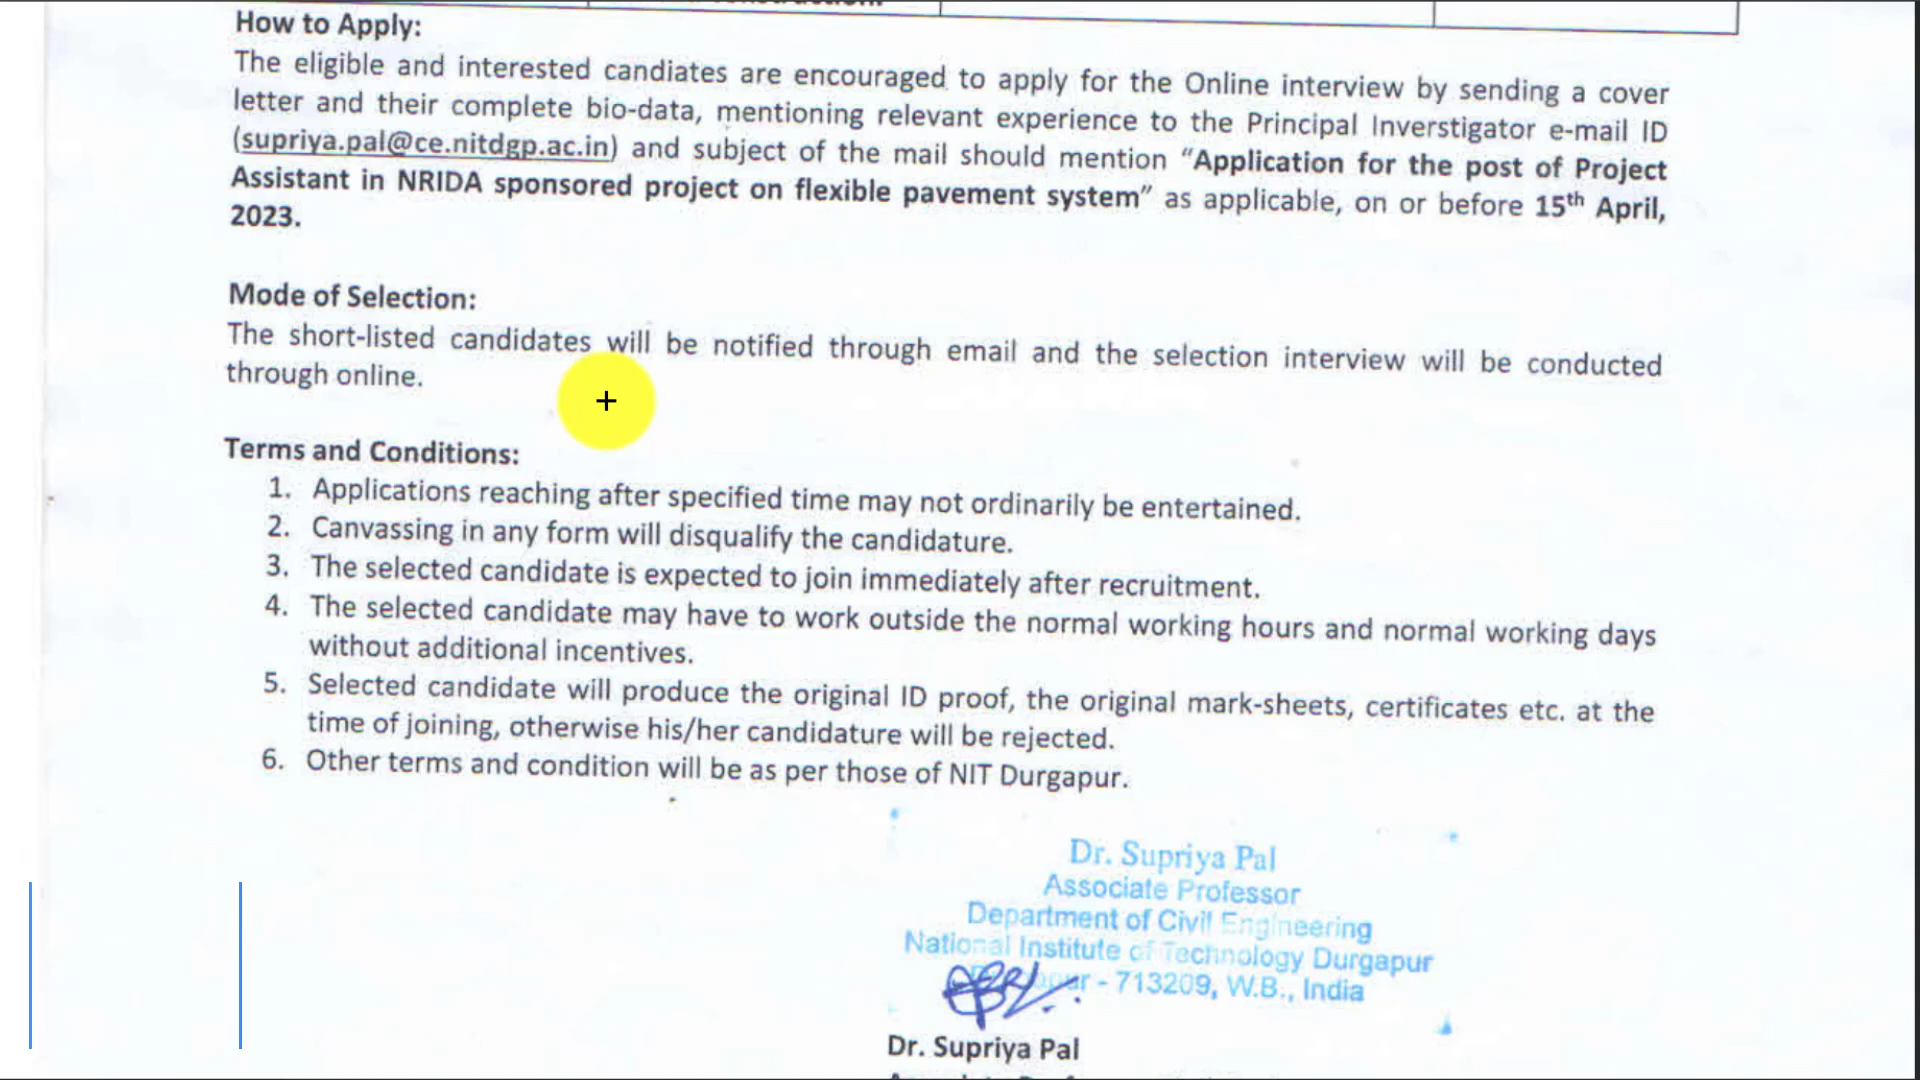 How to Apply:
The eligible and interested candiates are encouraged to apply for the Online interview by sending a cover
letter and their complete bio-data, mentioning relevant experience to the Principal Inverstigator e-mail ID
(supriya.pal@ce.nitdgp.ac.in) and subject of the mail should mention “Application for the post of Project
Assistant in NRIDA sponsored project on flexible pavement system” as applicable, on or before 15th April,
2023.
Mode of Selection:
The short-listed candidates will be notified through email and the selection interview will be conducted
through online.
Terms and Conditions:
1. Applications reaching after specified time may not ordinarily be entertained.
2. Canvassing in any form will disqualify the candidature.
3. The selected candidate is expected to join immediately after recruitment.
4. The selected candidate may have to work outside the normal working hours and normal working days
without additional incentives.
5. Selected candidate will produce the original ID proof, the original mark-sheets, certificates etc. at the
time of joining, otherwise his/her candidature will be rejected.
6. Other terms and condition will be as per those of NIT Durgapur.
Dr. Supriya Pal
Associate Professor
Department of Civil Engineering
National Institute of Technology Durgapur
- 713209, W.B., India
Dr. Supriya Pal